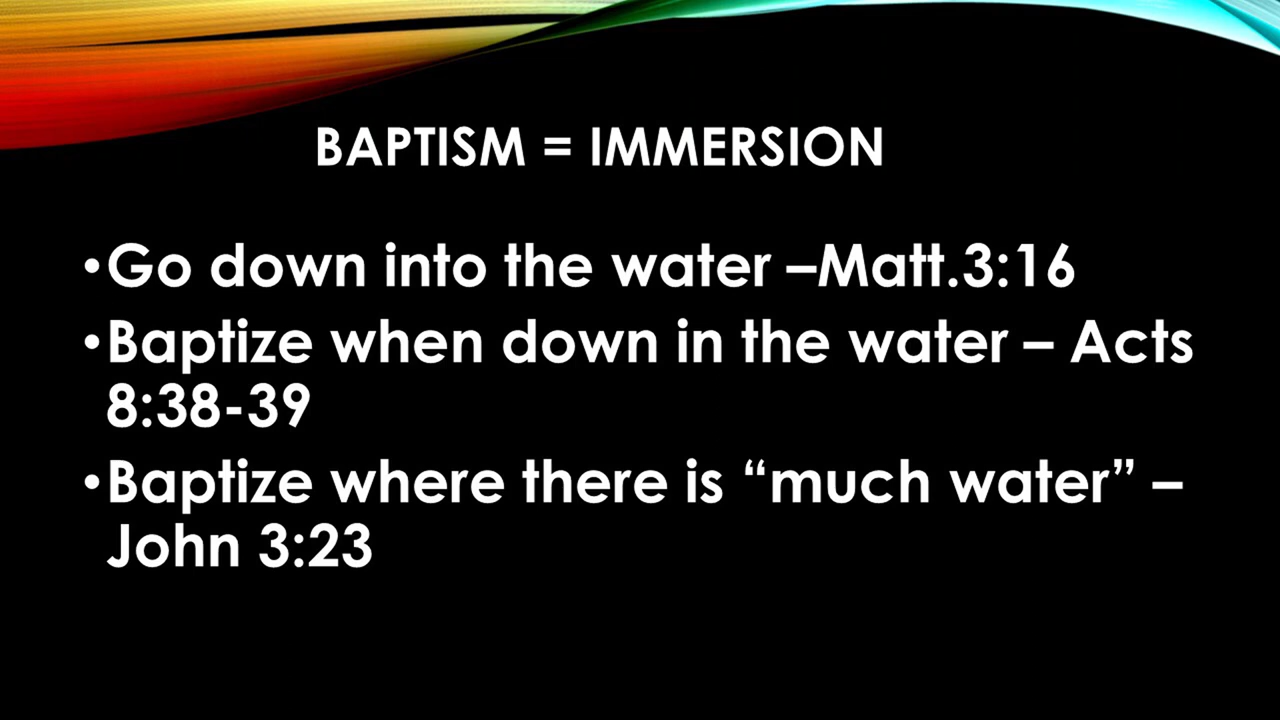 BAPTISM = IMMERSION
•Go down into the water –Matt.3:16
•Baptize when down in the water – Acts
8:38-39
•Baptize where there is “much water” –
John 3:23